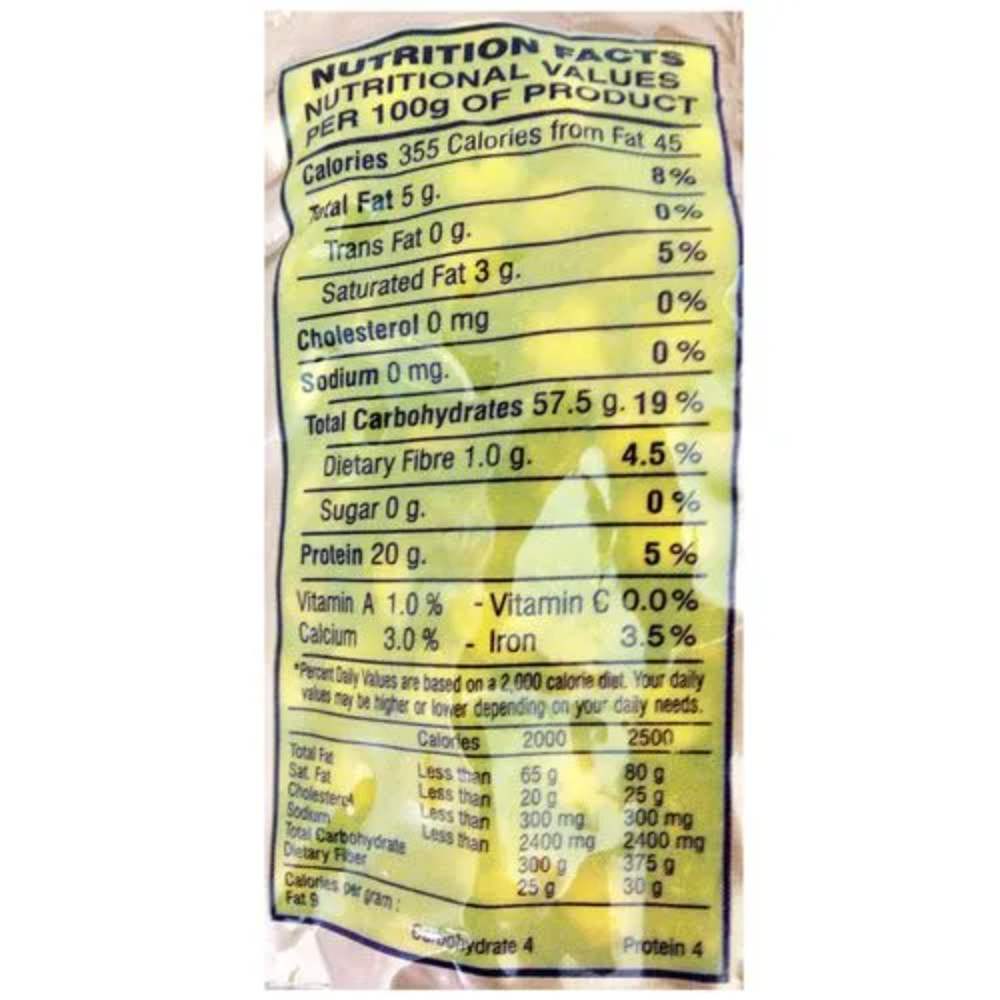 NUTRITION FACTS
NUTRITIONAL VALUES
PER 100g OF PRODUCT
Calories 355 Calories from Fat 45
Total Fat 5 g. 8%
Trans Fat 0 g. 0%
Saturated Fat 3 g. 5%
Cholesterol 0 mg 0%
Sodium 0 mg. 0 %
Total Carbohydrates 57.5 g. 19 %
Dietary Fibre 1.0 g. 4.5 %
Sugar 0 g. 0 %
Protein 20 g. 5 %
Vitamin A 1.0 % - Vitamin C 0.0%
Calcium 3.0 % - Iron 3.5%
*Percent Daily Values are based on a 2,000 calorie diet. Your daily
values may be higher or lower depending on your daily needs.
Calories 2000 2500
Total Fat Less than 65 g 80 g
Sat. Fat Less than 20 g 25 g
Cholesterol Less than 300 mg 300 mg
Sodium Less than 2400 mg 2400 mg
Total Carbohydrate 300 g 375 g
Dietary Fiber 25 g 30 g
Calories per gram :
Fat 9 Carbohydrate 4 Protein 4